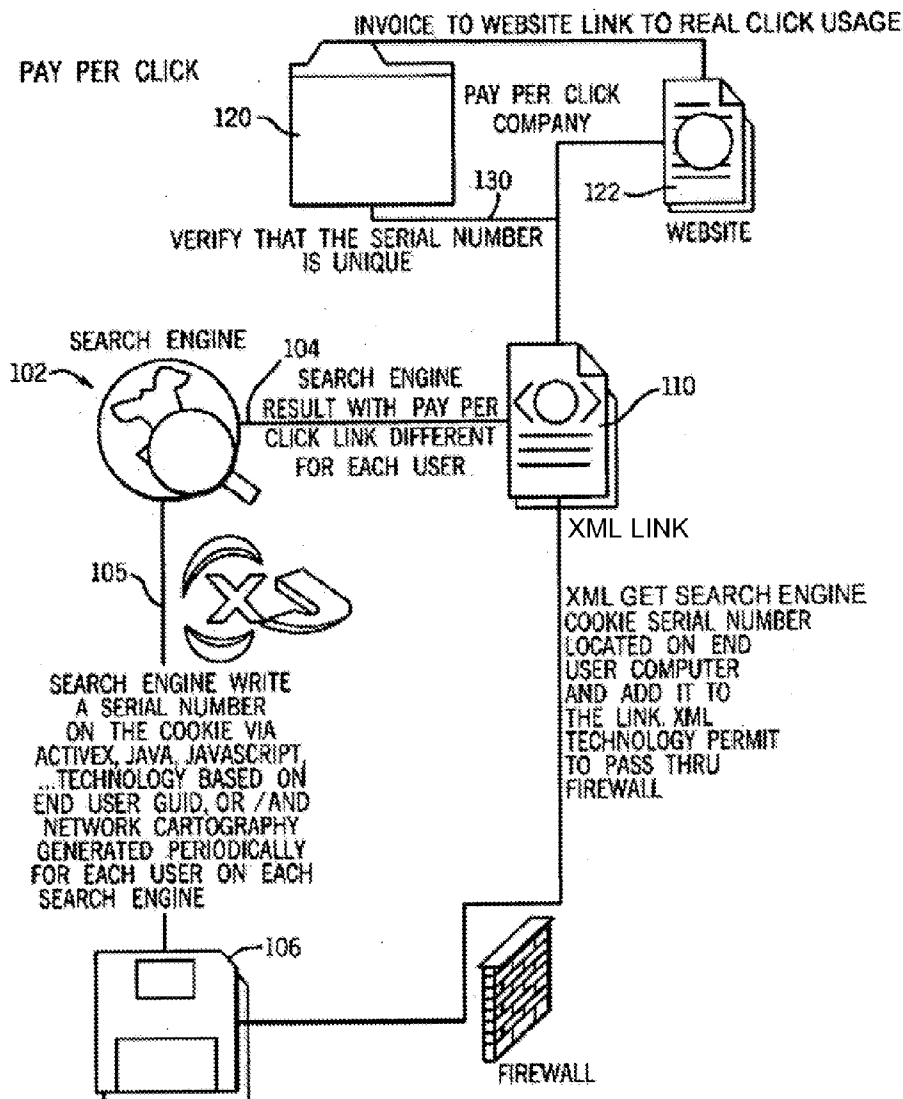 INVOICE TO WEBSITE LINK TO REAL CLICK USAGE
PAY PER CLICK
120
PAY PER CLICK
COMPANY
130
122
WEBSITE
VERIFY THAT THE SERIAL NUMBER
IS UNIQUE
SEARCH ENGINE
102
104
SEARCH ENGINE
RESULT WITH PAY PER
CLICK LINK DIFFERENT
FOR EACH USER
110
XML LINK
105
X
XML GET SEARCH ENGINE
COOKIE SERIAL NUMBER
LOCATED ON END
USER COMPUTER
AND ADD IT TO
THE LINK. XML
TECHNOLOGY PERMIT
TO PASS THRU
FIREWALL
SEARCH ENGINE WRITE
A SERIAL NUMBER
ON THE COOKIE VIA
ACTIVEX, JAVA, JAVASCRIPT,
...TECHNOLOGY BASED ON
END USER GUID, OR /AND
NETWORK CARTOGRAPHY
GENERATED PERIODICALLY
FOR EACH USER ON EACH
SEARCH ENGINE
106
FIREWALL